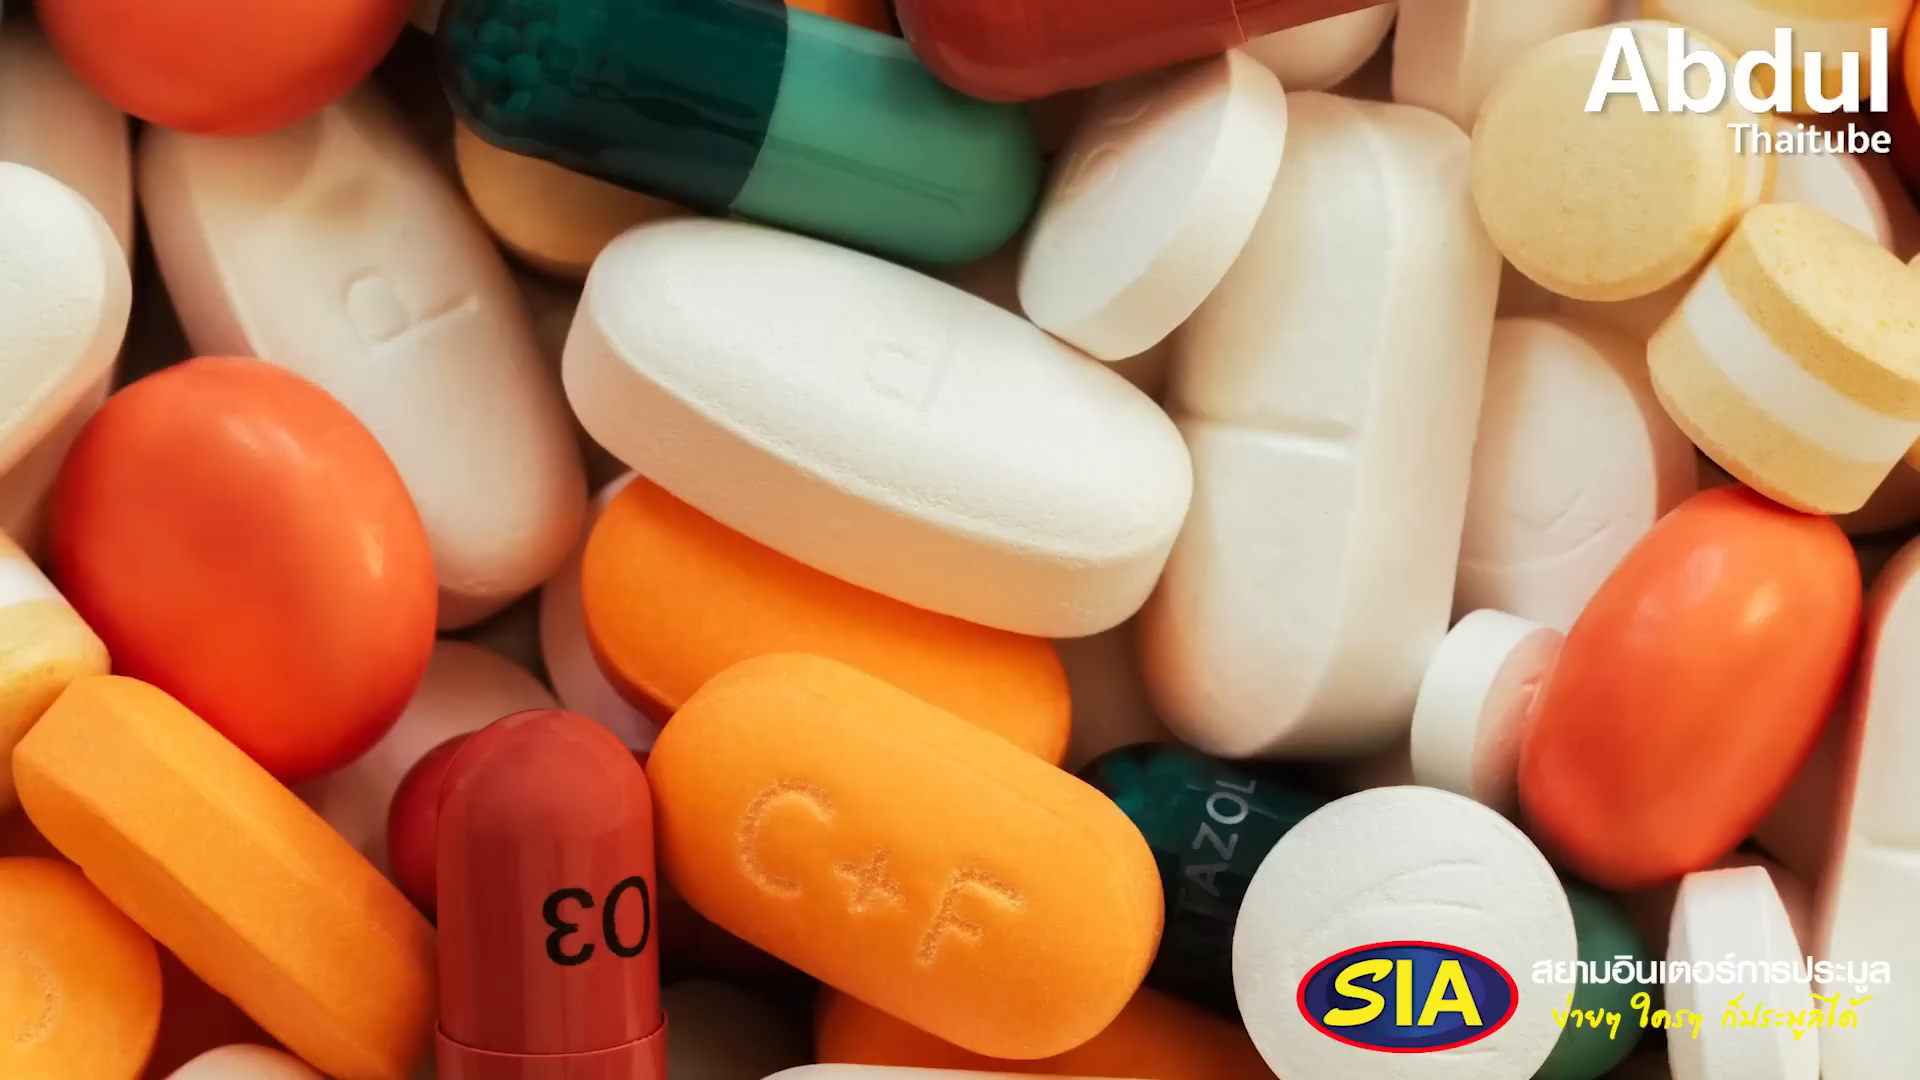 Abdul
Thaitube
C+F
03
TAZOL
SIA
สยามอินเตอร์การประมูล
ง่ายๆ ใครๆ ก็ประมูลได้